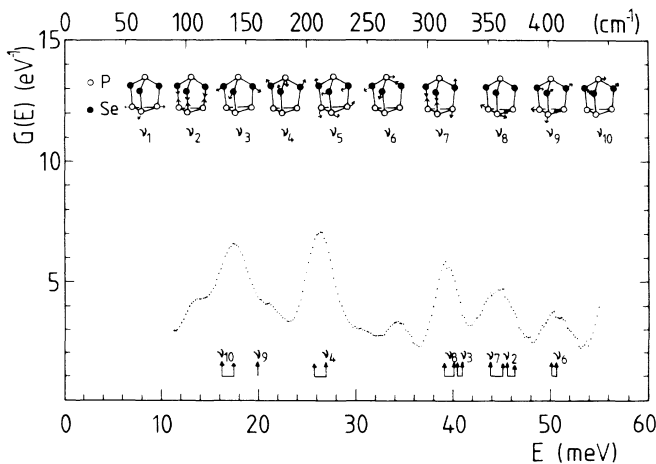 0 50 100 150 200 250 300 350 400 (cm⁻¹)
15
G(E) (eV⁻¹)
P
Se
ν₁ ν₂ ν₃ ν₄ ν₅ ν₆ ν₇ ν₈ ν₉ ν₁₀
10
5
ν₁₀ ν₉ ν₄ ν₈ ν₃ ν₇ ν₂ ν₆
0 10 20 30 40 50 60
E (meV)